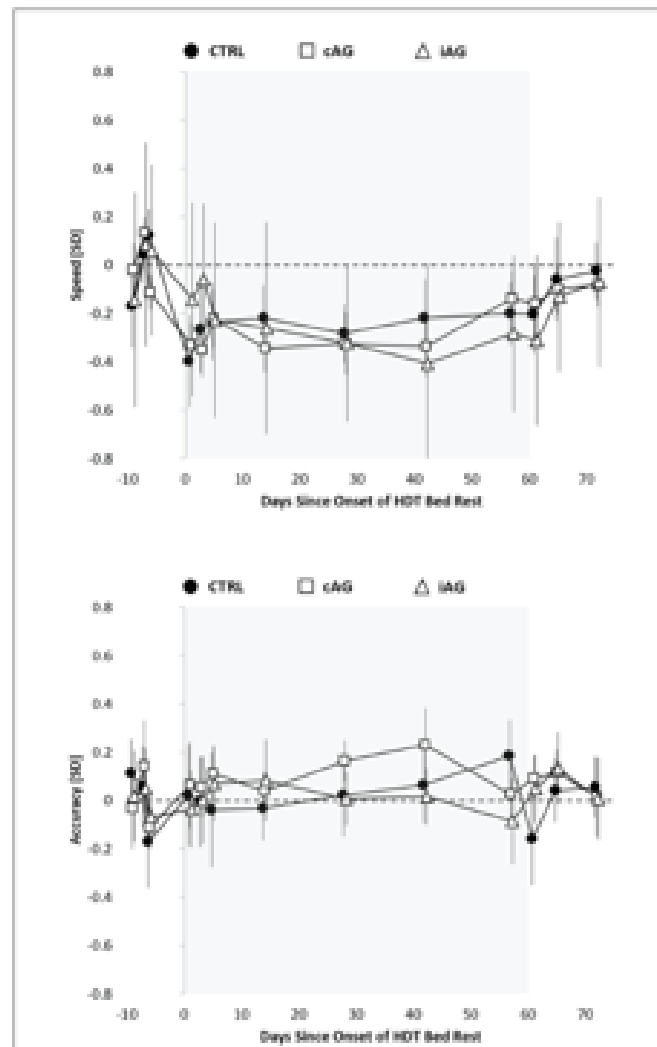 CTRL cAG iAG
0.8
0.6
0.4
0.2
0
-0.2
-0.4
-0.6
-0.8
Speed [SD]
-10 0 10 20 30 40 50 60 70
Days Since Onset of HDT Bed Rest
CTRL cAG iAG
0.8
0.6
0.4
0.2
0
-0.2
-0.4
-0.6
-0.8
Accuracy [SD]
-10 0 10 20 30 40 50 60 70
Days Since Onset of HDT Bed Rest